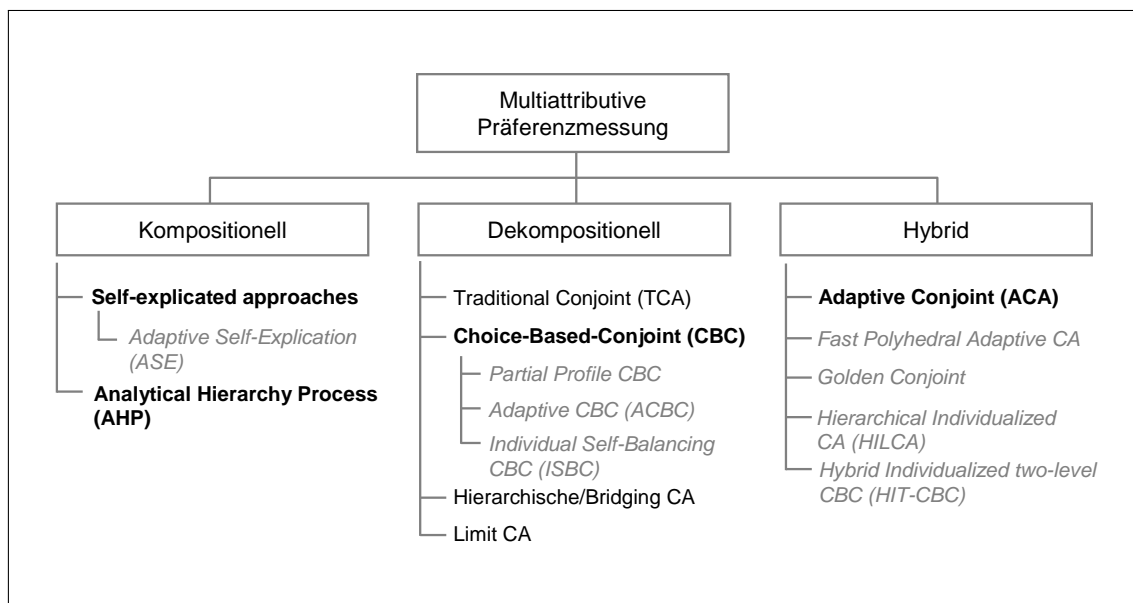 Multiattributive
Präferenzmessung
Kompositionell
Self-explicated approaches
Adaptive Self-Explication
(ASE)
Analytical Hierarchy Process
(AHP)
Dekompositionell
Traditional Conjoint (TCA)
Choice-Based-Conjoint (CBC)
Partial Profile CBC
Adaptive CBC (ACBC)
Individual Self-Balancing
CBC (ISBC)
Hierarchische/Bridging CA
Limit CA
Hybrid
Adaptive Conjoint (ACA)
Fast Polyhedral Adaptive CA
Golden Conjoint
Hierarchical Individualized
CA (HILCA)
Hybrid Individualized two-level
CBC (HIT-CBC)